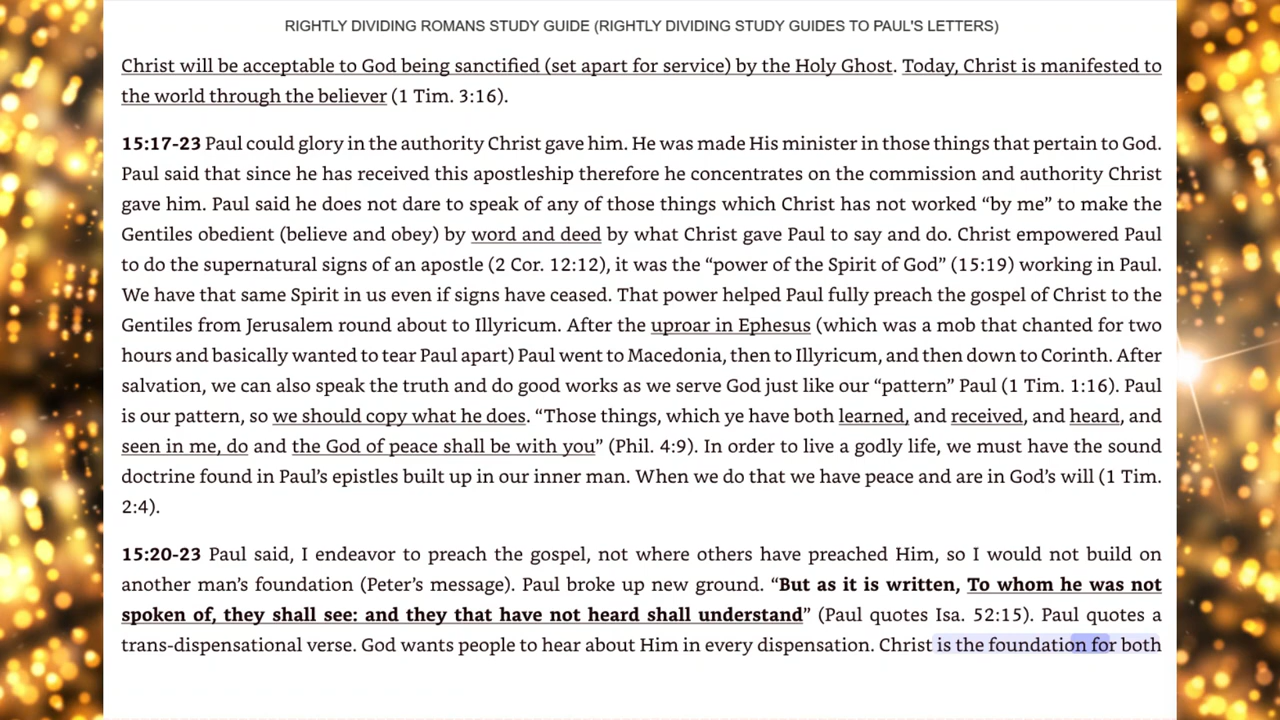 RIGHTLY DIVIDING ROMANS STUDY GUIDE (RIGHTLY DIVIDING STUDY GUIDES TO PAUL'S LETTERS)
Christ will be acceptable to God being sanctified (set apart for service) by the Holy Ghost. Today, Christ is manifested to
the world through the believer (1 Tim. 3:16).
15:17-23 Paul could glory in the authority Christ gave him. He was made His minister in those things that pertain to God.
Paul said that since he has received this apostleship therefore he concentrates on the commission and authority Christ
gave him. Paul said he does not dare to speak of any of those things which Christ has not worked “by me” to make the
Gentiles obedient (believe and obey) by word and deed by what Christ gave Paul to say and do. Christ empowered Paul
to do the supernatural signs of an apostle (2 Cor. 12:12), it was the “power of the Spirit of God” (15:19) working in Paul.
We have that same Spirit in us even if signs have ceased. That power helped Paul fully preach the gospel of Christ to the
Gentiles from Jerusalem round about to Illyricum. After the uproar in Ephesus (which was a mob that chanted for two
hours and basically wanted to tear Paul apart) Paul went to Macedonia, then to Illyricum, and then down to Corinth. After
salvation, we can also speak the truth and do good works as we serve God just like our “pattern” Paul (1 Tim. 1:16). Paul
is our pattern, so we should copy what he does. “Those things, which ye have both learned, and received, and heard, and
seen in me, do and the God of peace shall be with you” (Phil. 4:9). In order to live a godly life, we must have the sound
doctrine found in Paul’s epistles built up in our inner man. When we do that we have peace and are in God’s will (1 Tim.
2:4).
15:20-23 Paul said, I endeavor to preach the gospel, not where others have preached Him, so I would not build on
another man’s foundation (Peter’s message). Paul broke up new ground. “But as it is written, To whom he was not
spoken of, they shall see: and they that have not heard shall understand” (Paul quotes Isa. 52:15). Paul quotes a
trans-dispensational verse. God wants people to hear about Him in every dispensation. Christ is the foundation for both